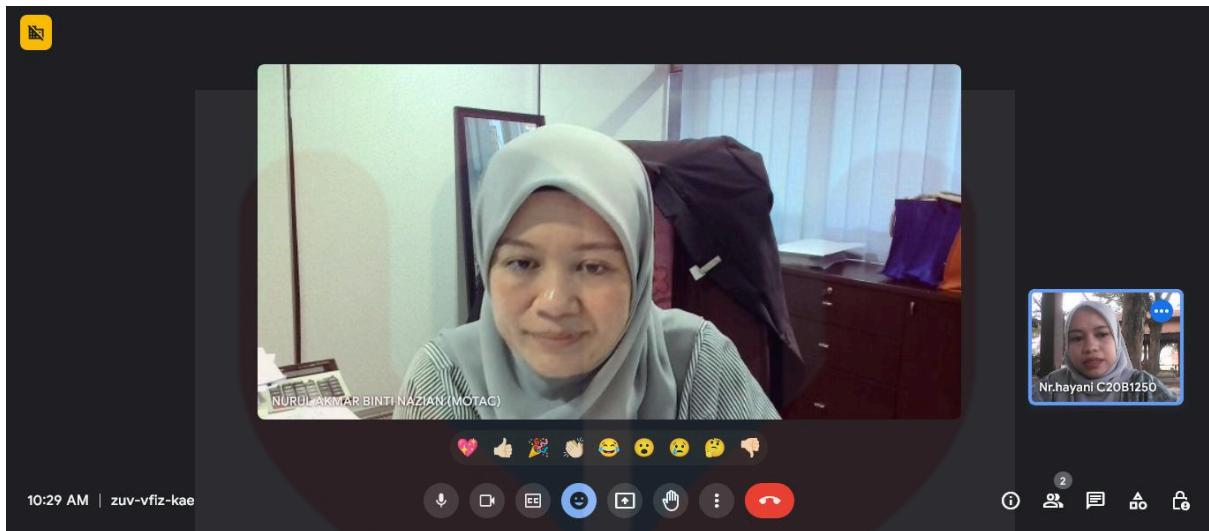 NURUL AKMAR BINTI NAZIAN (MOTAC)
Nr.hayani C20B1250
10:29 AM | zuv-vfiz-kae
2